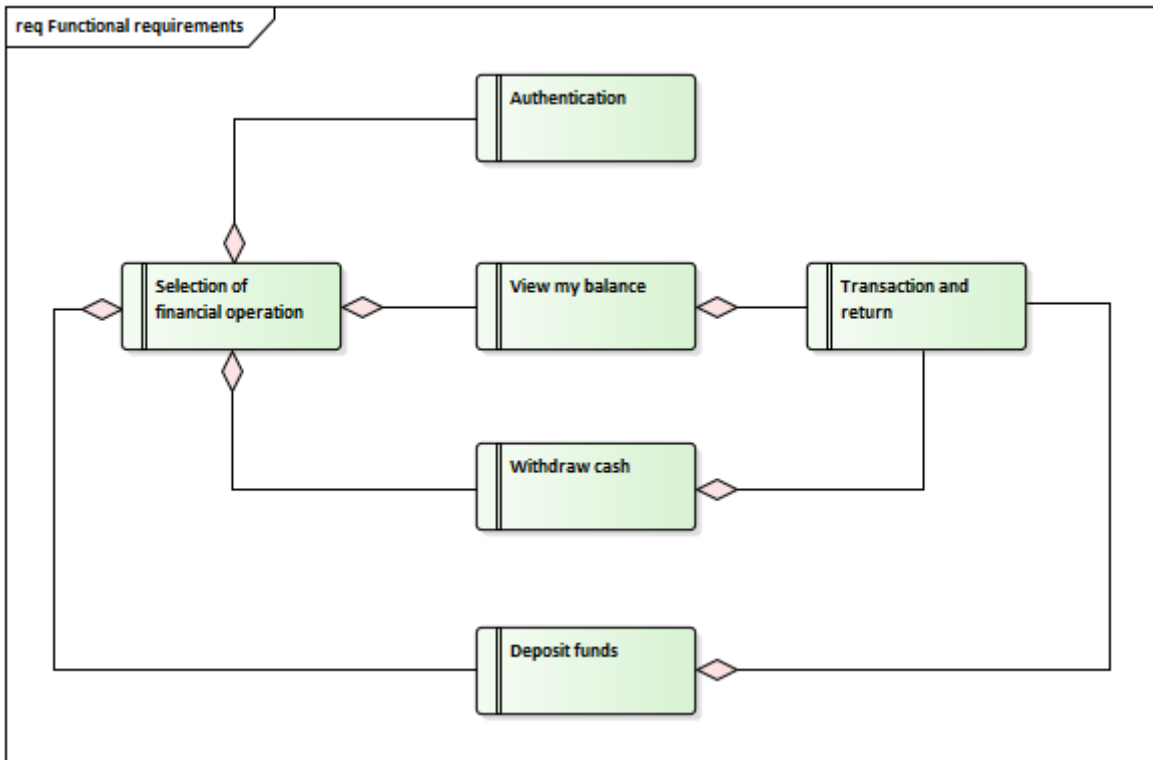 req Functional requirements
Authentication
Selection of
financial operation
View my balance
Transaction and
return
Withdraw cash
Deposit funds